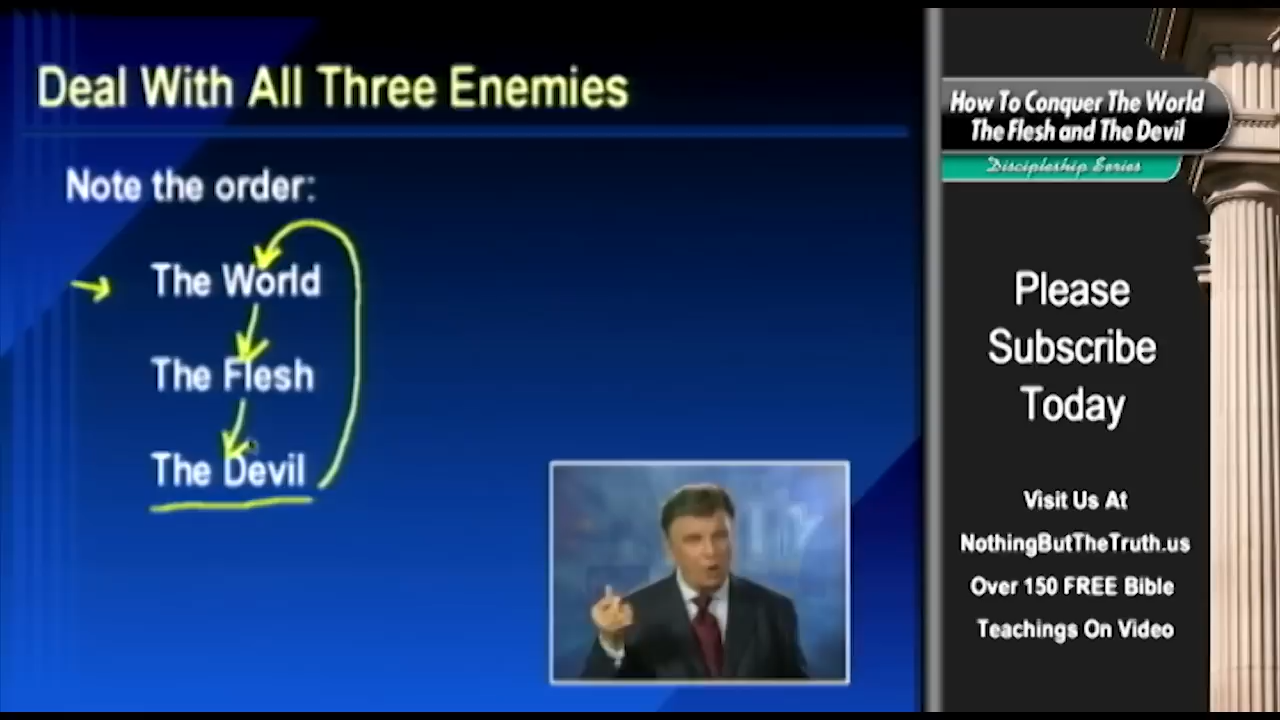 Deal With All Three Enemies
Note the order:
The World
The Flesh
The Devil
How To Conquer The World
The Flesh and The Devil
Discipleship Series
Please
Subscribe
Today
Visit Us At
NothingButTheTruth.us
Over 150 FREE Bible
Teachings On Video